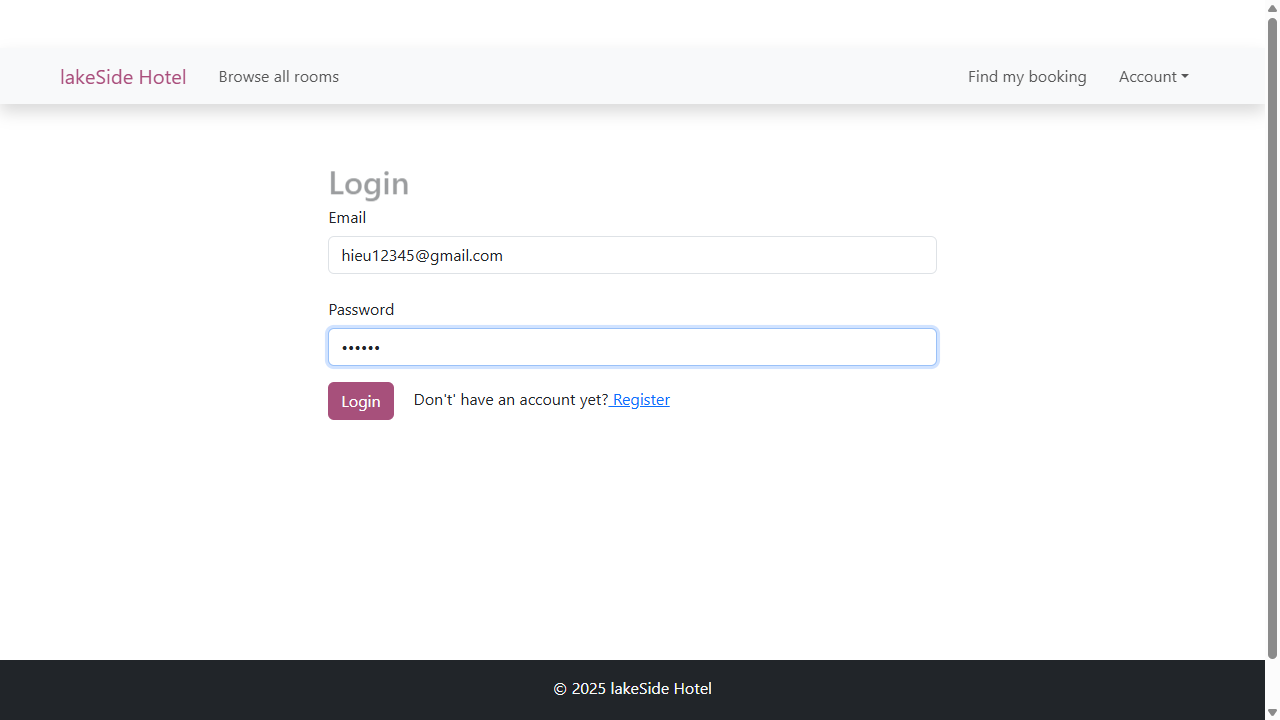 lakeSide Hotel Browse all rooms Find my booking Account
Login
Email
hieu12345@gmail.com
Password
••••••
Login Don't' have an account yet? Register
© 2025 lakeSide Hotel